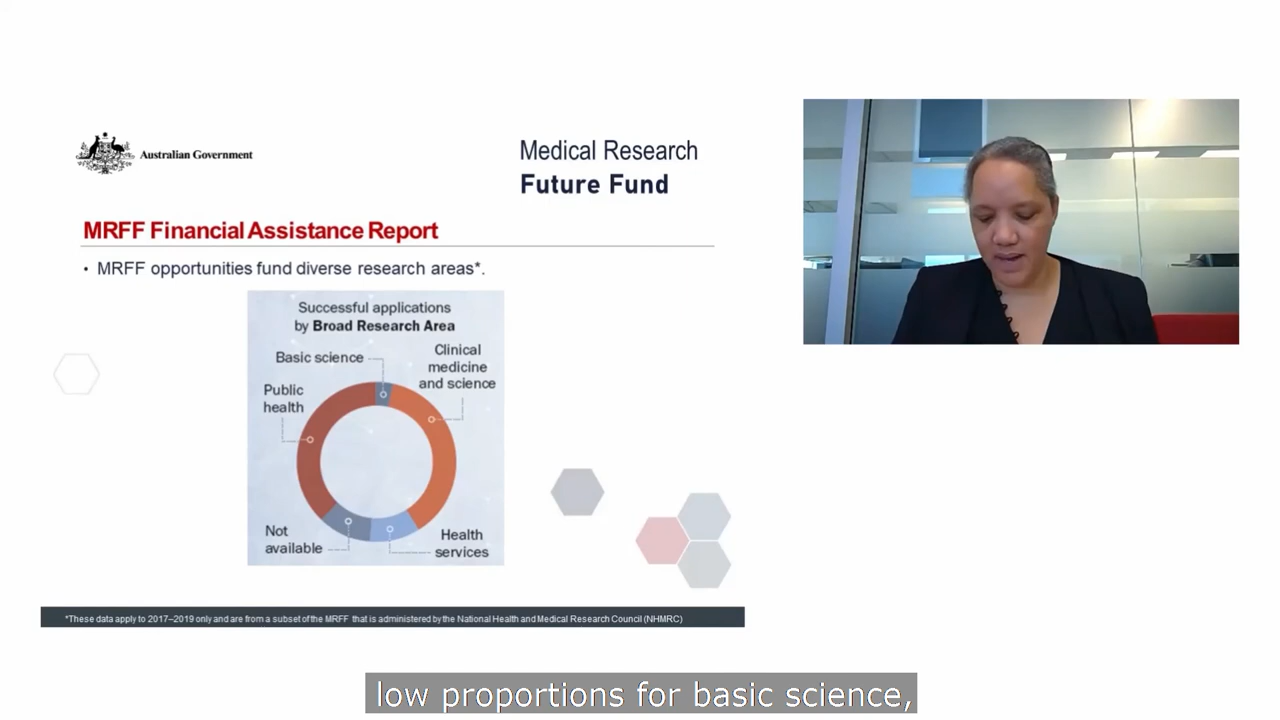 Australian Government
Medical Research
Future Fund
MRFF Financial Assistance Report
• MRFF opportunities fund diverse research areas*.
Successful applications
by Broad Research Area
Basic science
Clinical
medicine
and science
Public
health
Not
available
Health
services
*These data apply to 2017–2019 only and are from a subset of the MRFF that is administered by the National Health and Medical Research Council (NHMRC)
low proportions for basic science,